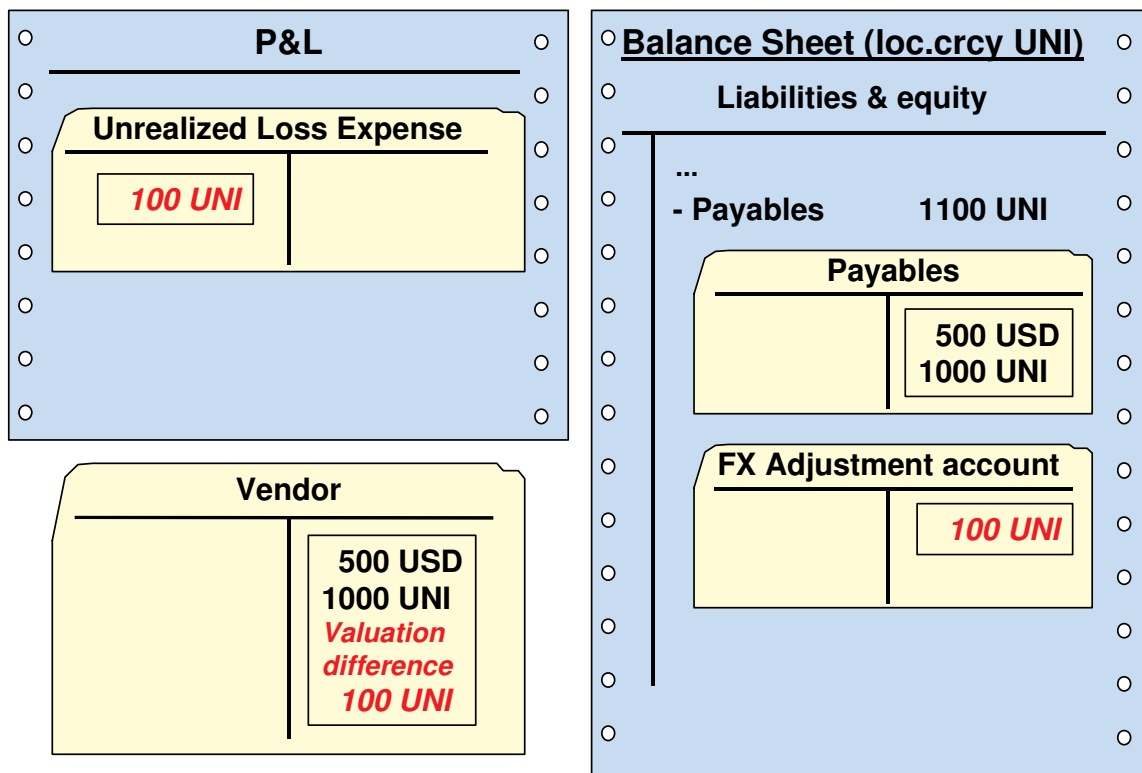 P&L
Unrealized Loss Expense
100 UNI
Vendor
500 USD
1000 UNI
Valuation
difference
100 UNI
Balance Sheet (loc.crcy UNI)
Liabilities & equity
...
- Payables 1100 UNI
Payables
500 USD
1000 UNI
FX Adjustment account
100 UNI